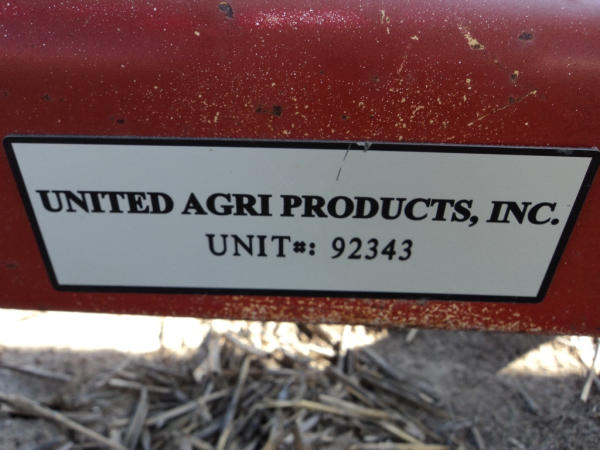 UNITED AGRI PRODUCTS, INC.
UNIT#: 92343